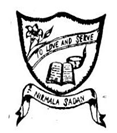 TO LOVE AND SERVE
NIRMALA SADAN